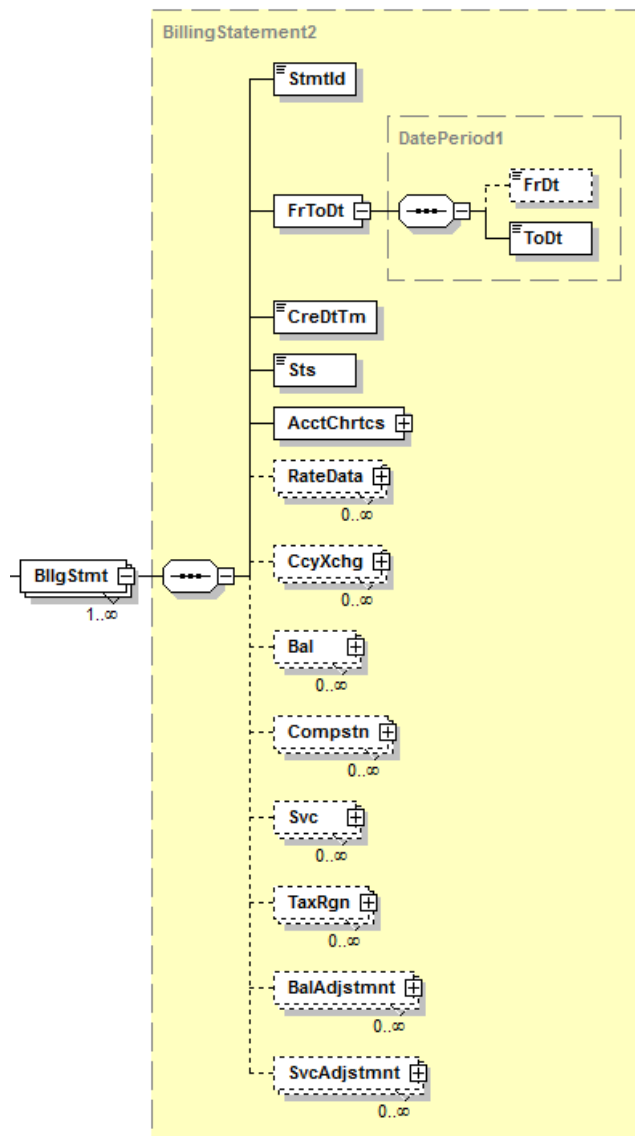 BillingStatement2
StmtId
DatePeriod1
FrDt
FrToDt
ToDt
CreDtTm
Sts
AcctChrtcs
RateData
0..∞
CcyXchg
0..∞
BllgStmt
1..∞
Bal
0..∞
Compstn
0..∞
Svc
0..∞
TaxRgn
0..∞
BalAdjstmnt
0..∞
SvcAdjstmnt
0..∞